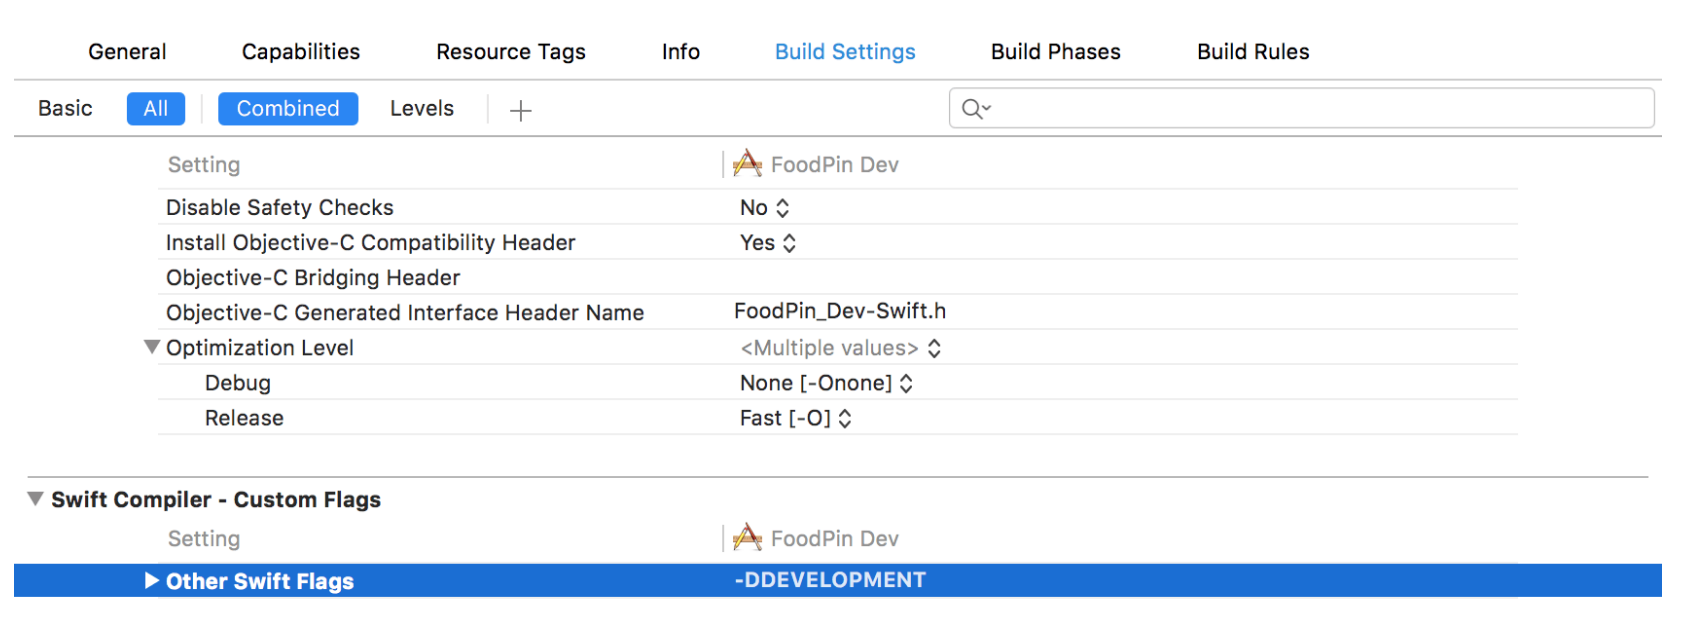 General Capabilities Resource Tags Info Build Settings Build Phases Build Rules
Basic All Combined Levels
Setting FoodPin Dev
Disable Safety Checks No
Install Objective-C Compatibility Header Yes
Objective-C Bridging Header
Objective-C Generated Interface Header Name FoodPin_Dev-Swift.h
Optimization Level <Multiple values>
Debug None [-Onone]
Release Fast [-O]
Swift Compiler - Custom Flags
Setting FoodPin Dev
Other Swift Flags -DDEVELOPMENT